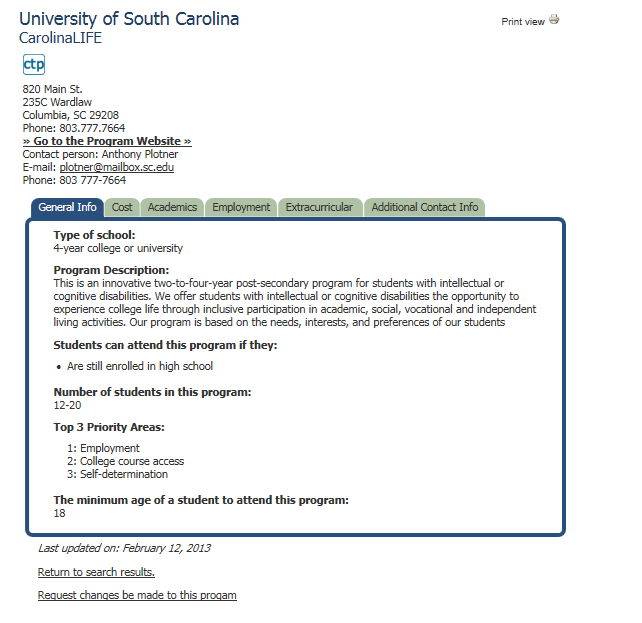 University of South Carolina
Print view
CarolinaLIFE
ctp
820 Main St.
235C Wardlaw
Columbia, SC 29208
Phone: 803.777.7664
» Go to the Program Website »
Contact person: Anthony Plotner
E-mail: plotner@mailbox.sc.edu
Phone: 803 777-7664
General Info Cost Academics Employment Extracurricular Additional Contact Info
Type of school:
4-year college or university
Program Description:
This is an innovative two-to-four-year post-secondary program for students with intellectual or
cognitive disabilities. We offer students with intellectual or cognitive disabilities the opportunity to
experience college life through inclusive participation in academic, social, vocational and independent
living activities. Our program is based on the needs, interests, and preferences of our students
Students can attend this program if they:
• Are still enrolled in high school
Number of students in this program:
12-20
Top 3 Priority Areas:
1: Employment
2: College course access
3: Self-determination
The minimum age of a student to attend this program:
18
Last updated on: February 12, 2013
Return to search results.
Request changes be made to this progam